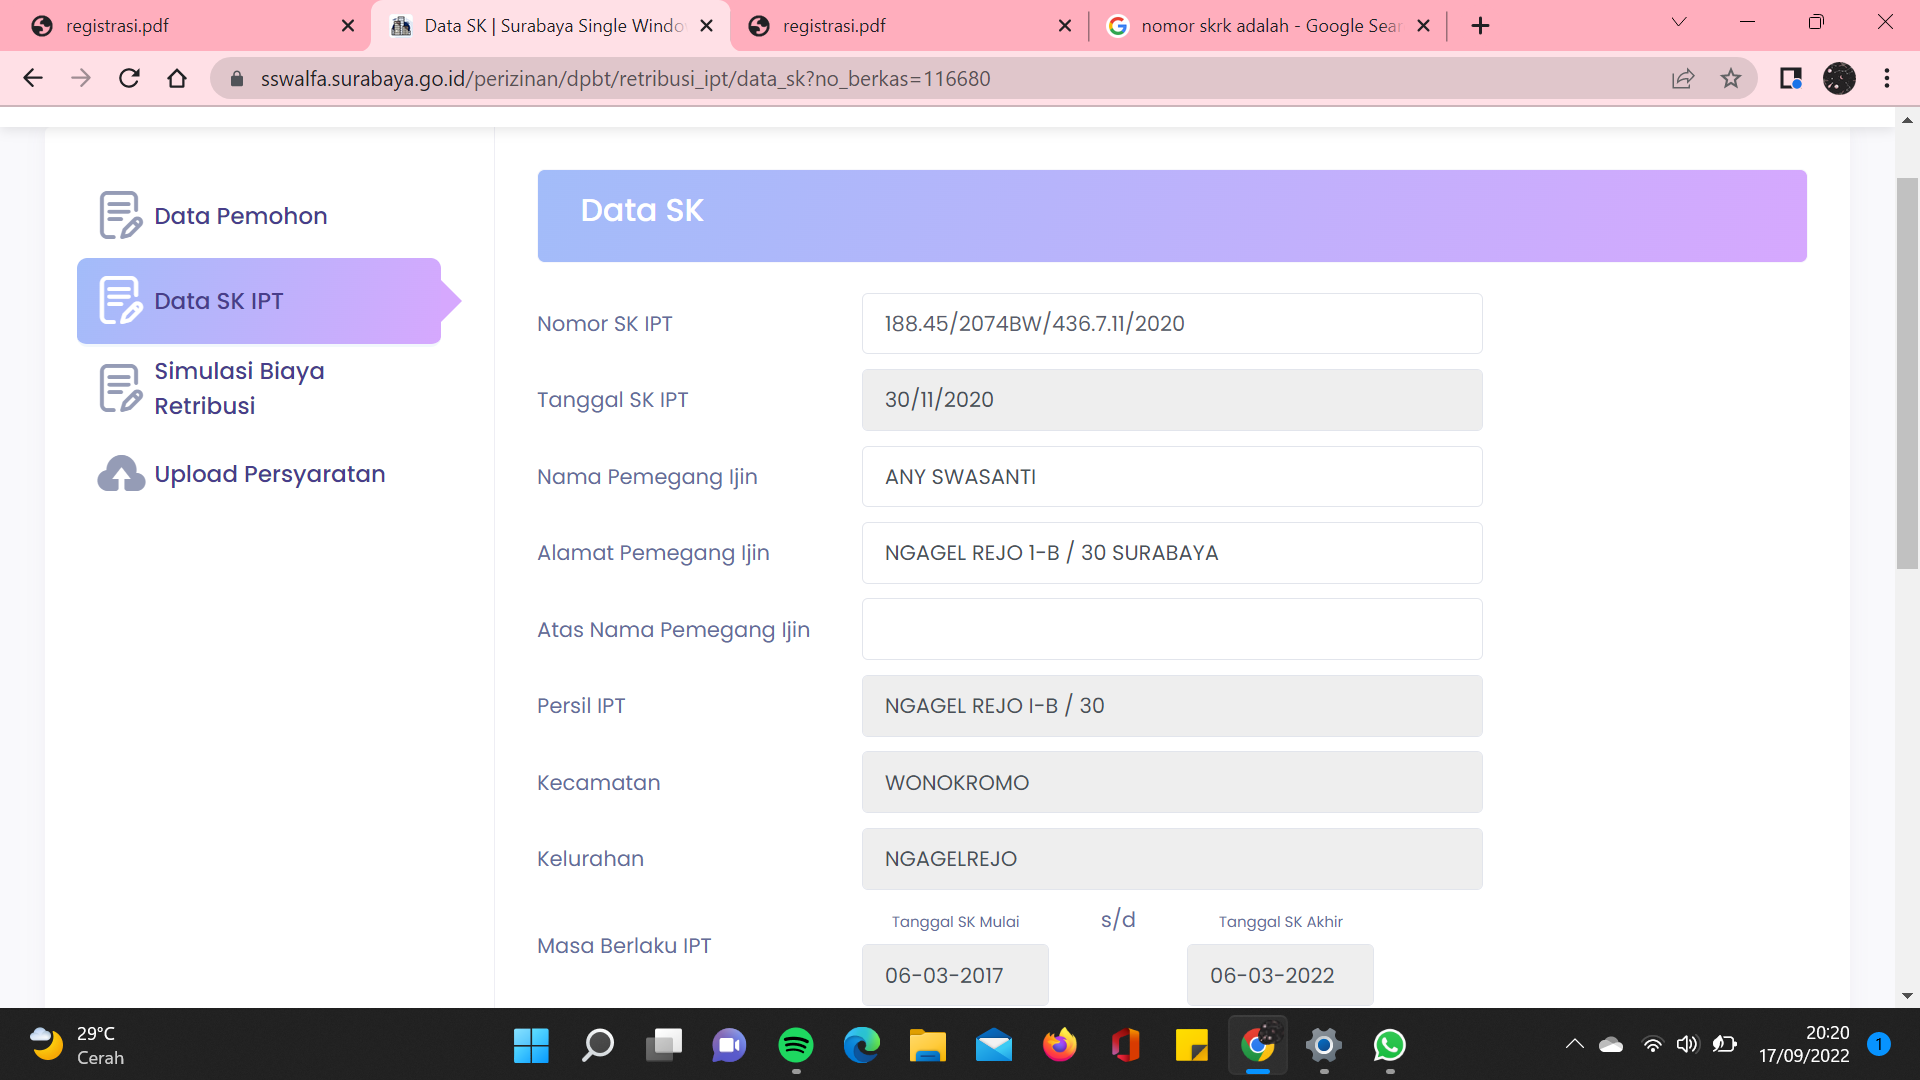 registrasi.pdf
Data SK | Surabaya Single Windo
registrasi.pdf
nomor skrk adalah - Google Sear
sswalfa.surabaya.go.id/perizinan/dpbt/retribusi_ipt/data_sk?no_berkas=116680
Data Pemohon
Data SK IPT
Simulasi Biaya
Retribusi
Upload Persyaratan
Data SK
Nomor SK IPT
188.45/2074BW/436.7.11/2020
Tanggal SK IPT
30/11/2020
Nama Pemegang Ijin
ANY SWASANTI
Alamat Pemegang Ijin
NGAGEL REJO 1-B / 30 SURABAYA
Atas Nama Pemegang Ijin
Persil IPT
NGAGEL REJO I-B / 30
Kecamatan
WONOKROMO
Kelurahan
NGAGELREJO
Masa Berlaku IPT
Tanggal SK Mulai
s/d
Tanggal SK Akhir
06-03-2017
06-03-2022
29°C
Cerah
20:20
17/09/2022
1